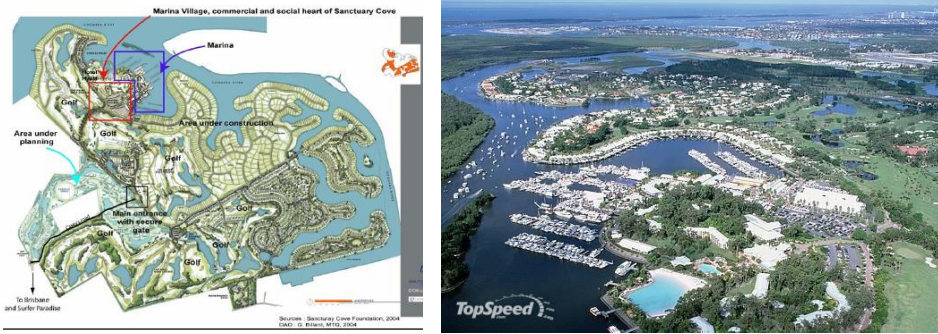 Marina Village, commercial and social heart of Sanctuary Cove
Marina
Golf
Golf
Area under construction
Area under
planning
Golf
Main entrance
with secure
gate
Golf
Golf
Golf
Golf
To Brisbane
and Surfer Paradise
Sources : Sanctuary Cove Foundation, 2004
DAO : G. Billard, MTG, 2004
TopSpeed